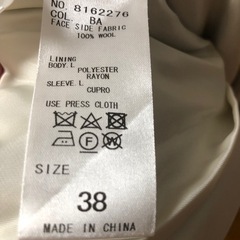 NO. 8162276
COL. BA
FACE SIDE FABRIC
100% WOOL
LINING
BODY. L
POLYESTER
RAYON
SLEEVE. L
CUPRO
USE PRESS CLOTH
SIZE
38
MADE IN CHINA